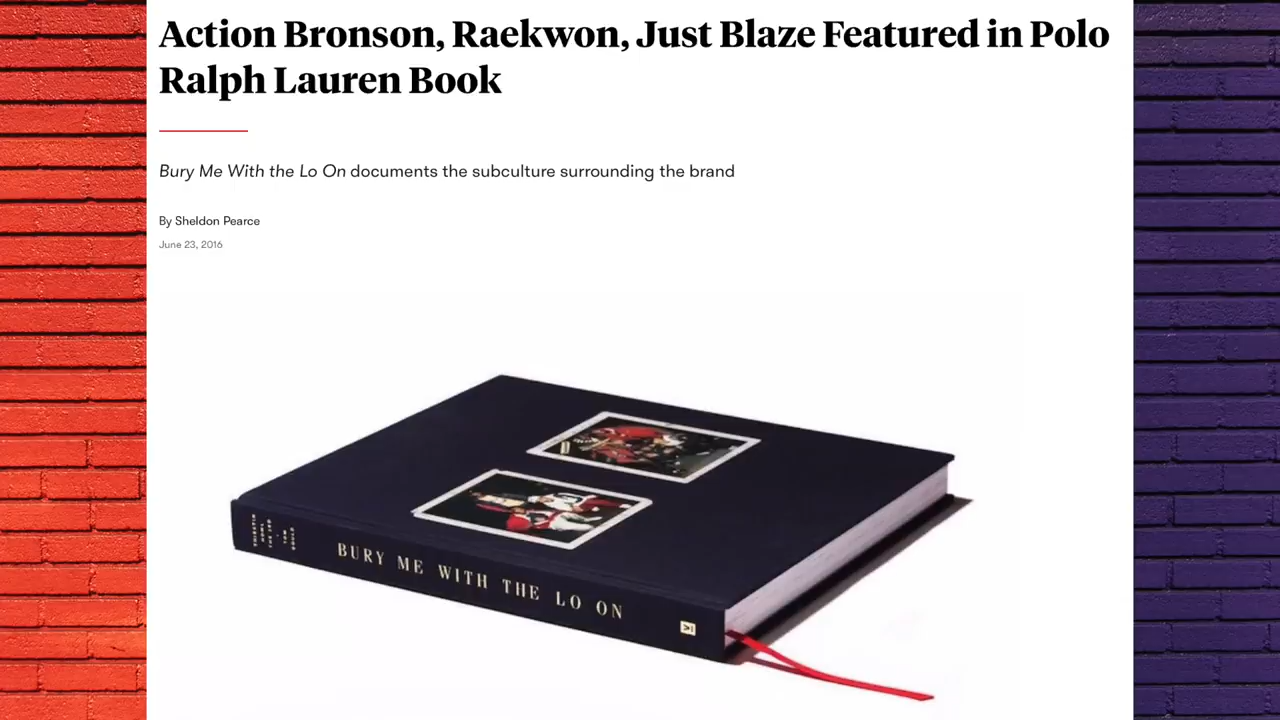 Action Bronson, Raekwon, Just Blaze Featured in Polo
Ralph Lauren Book
Bury Me With the Lo On documents the subculture surrounding the brand
By Sheldon Pearce
June 23, 2016
BURY ME WITH THE LO ON